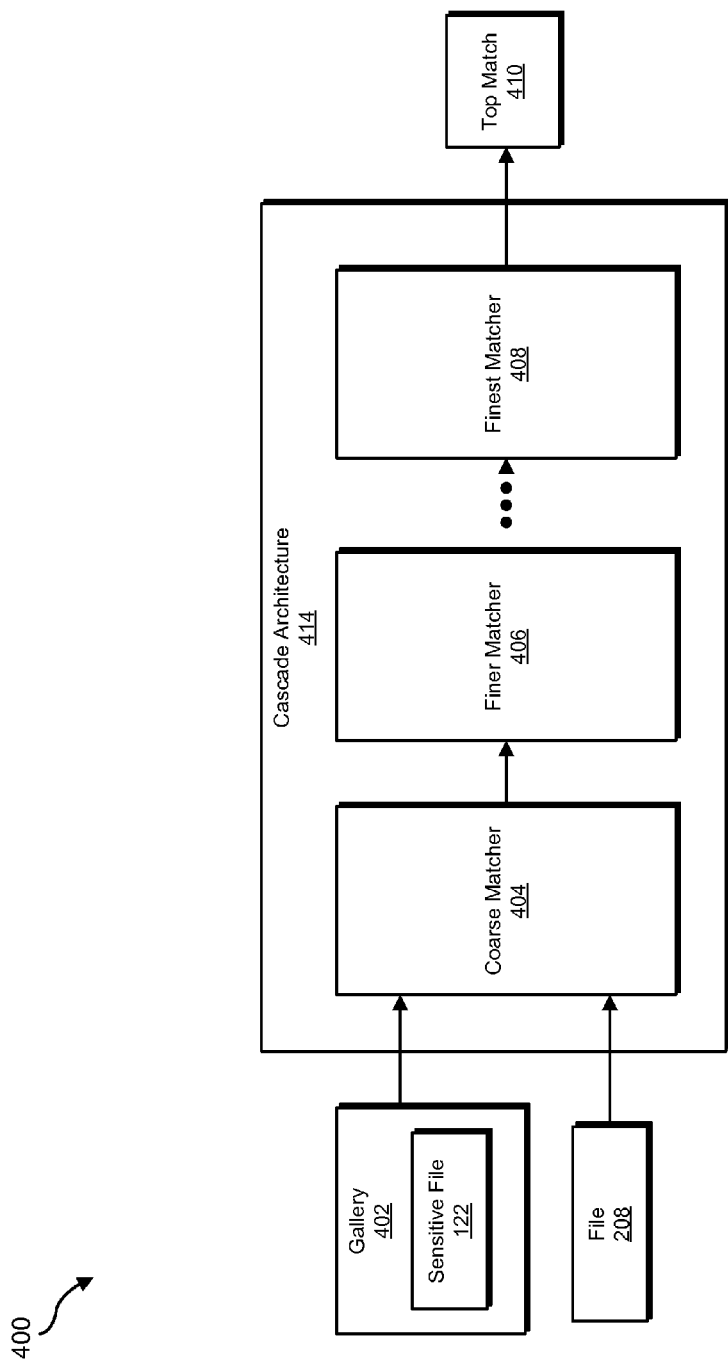 400
Gallery
402
Sensitive File
122
File
208
Cascade Architecture
414
Coarse Matcher
404
Finer Matcher
406
Finest Matcher
408
Top Match
410